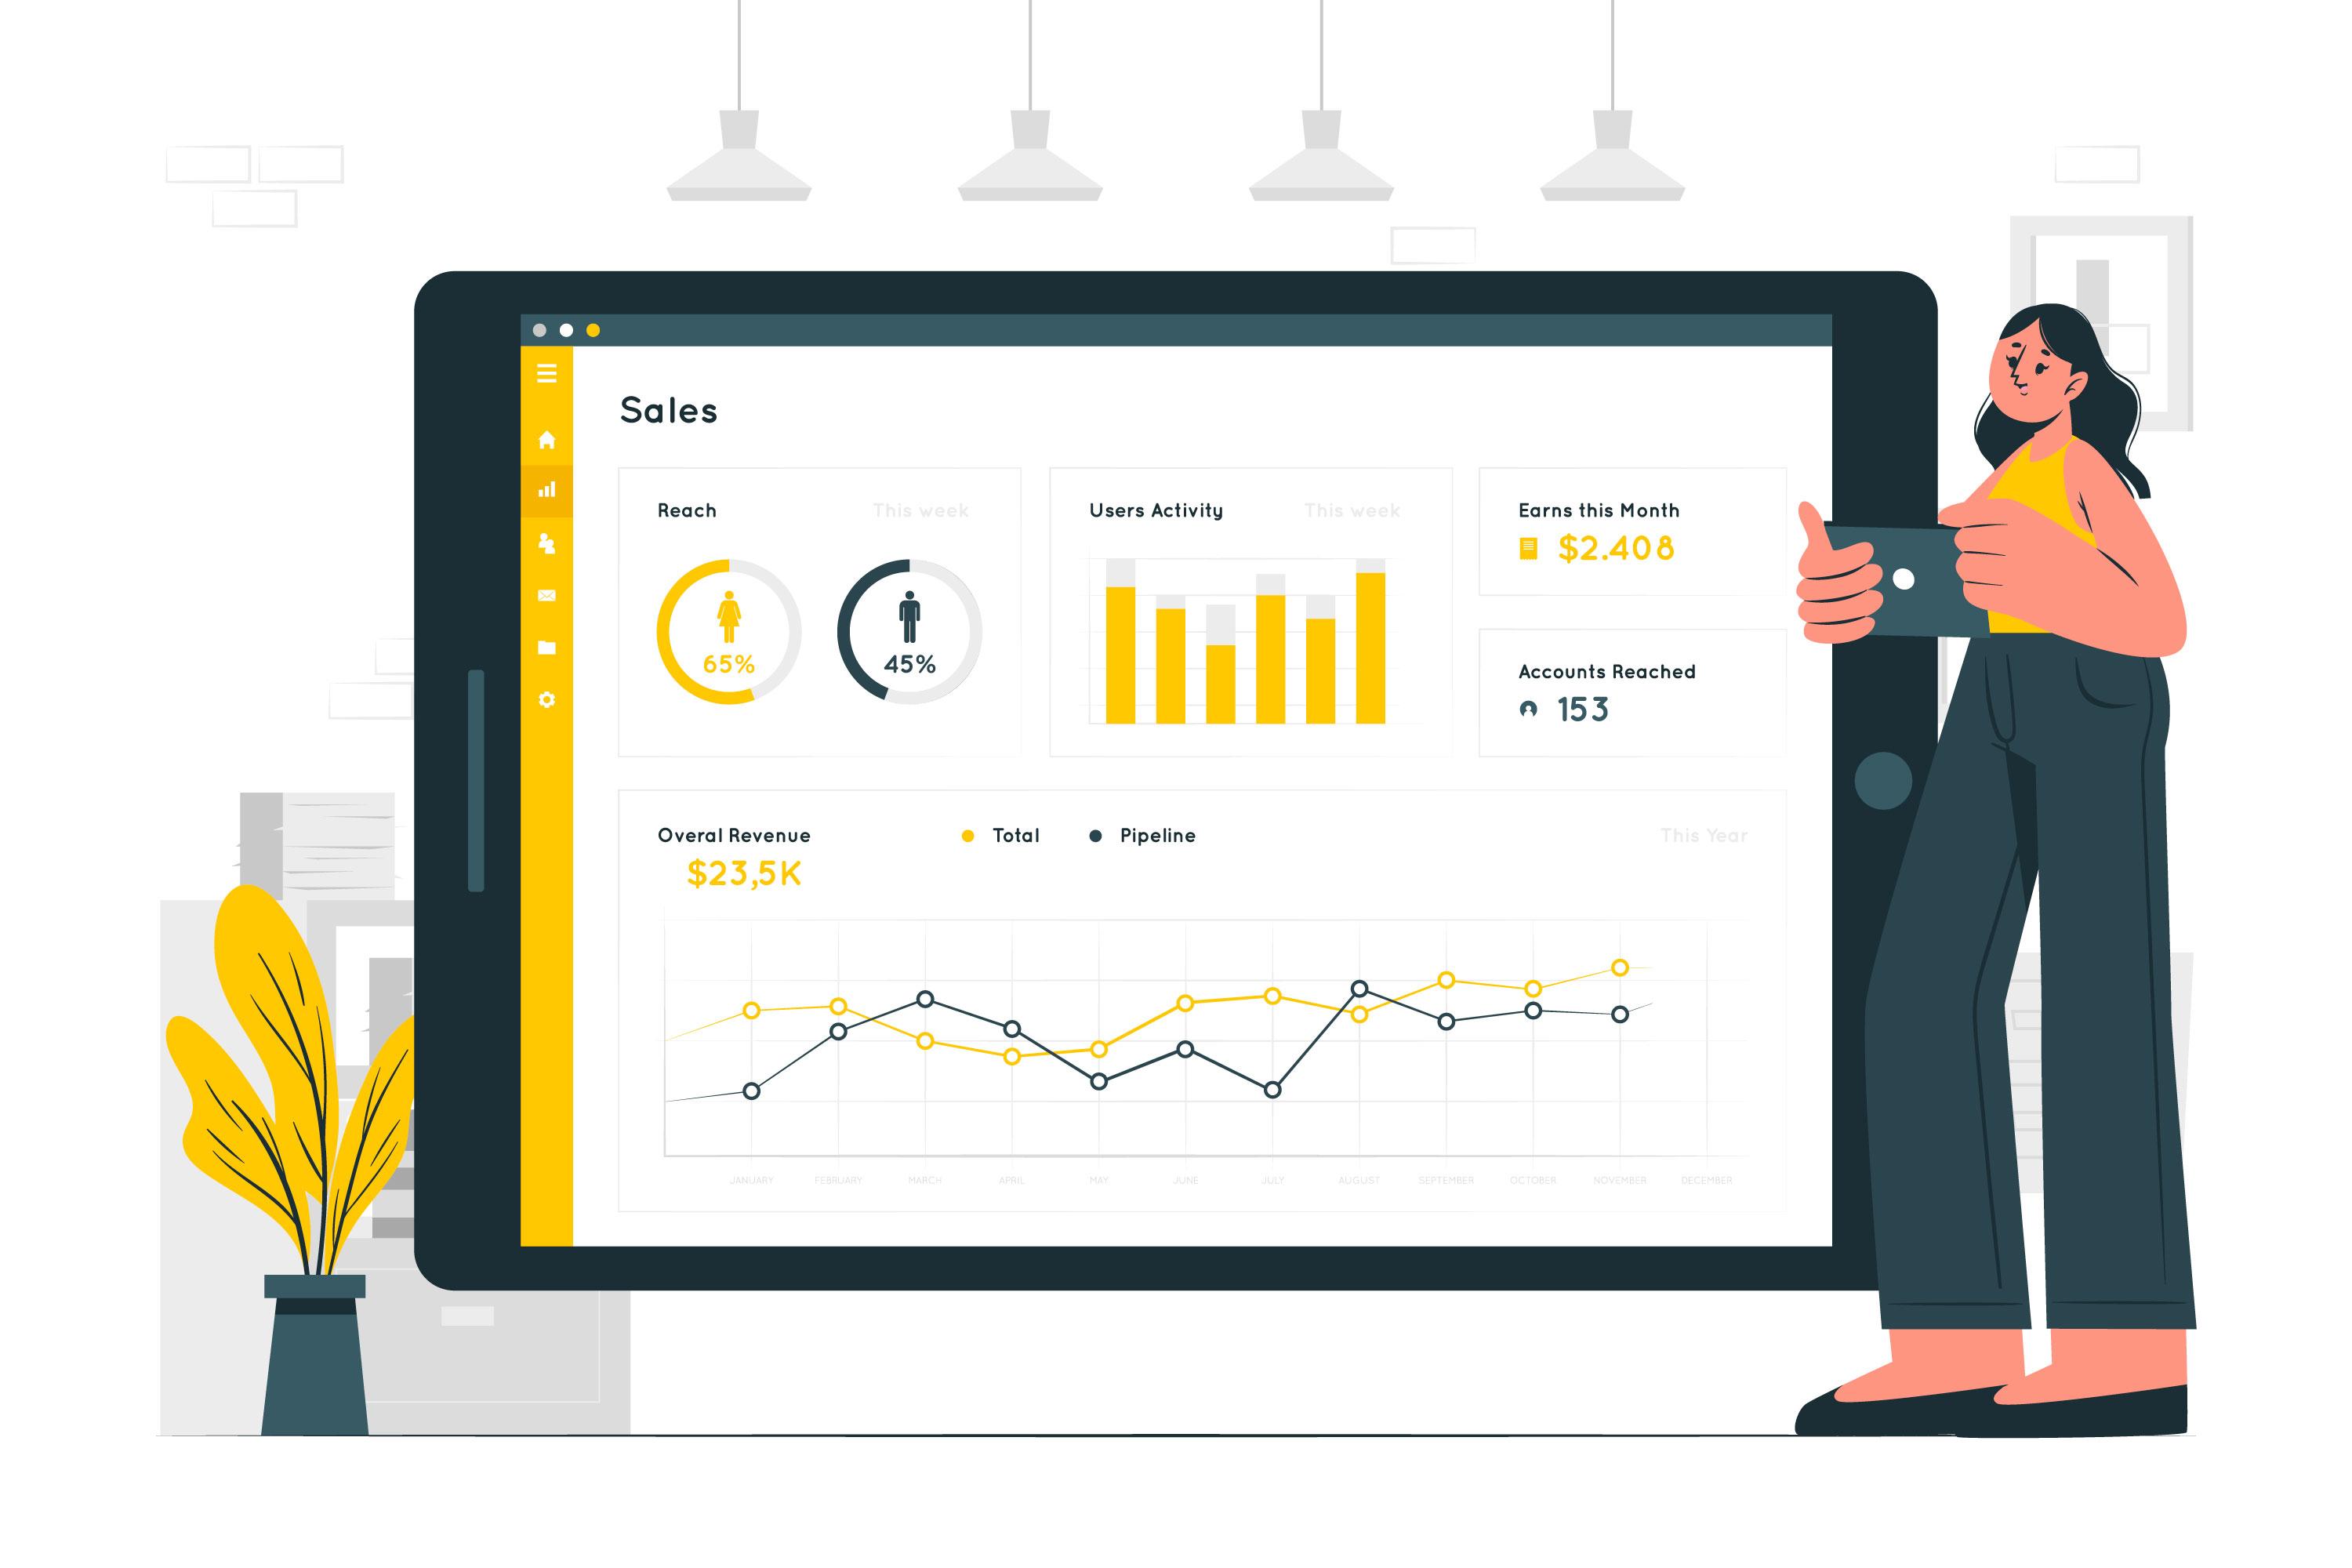 Sales
Reach This week
65% 45%
Users Activity This week
Earns this Month
$2.408
Accounts Reached
153
Overal Revenue Total Pipeline This Year
$23,5K
JANUARY FEBRUARY MARCH APRIL MAY JUNE JULY AUGUST SEPTEMBER OCTOBER NOVEMBER DECEMBER